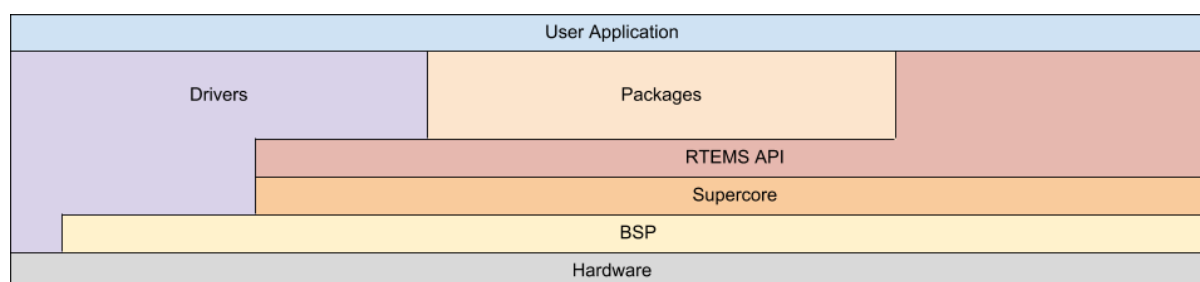 User Application
Drivers
Packages
RTEMS API
Supercore
BSP
Hardware